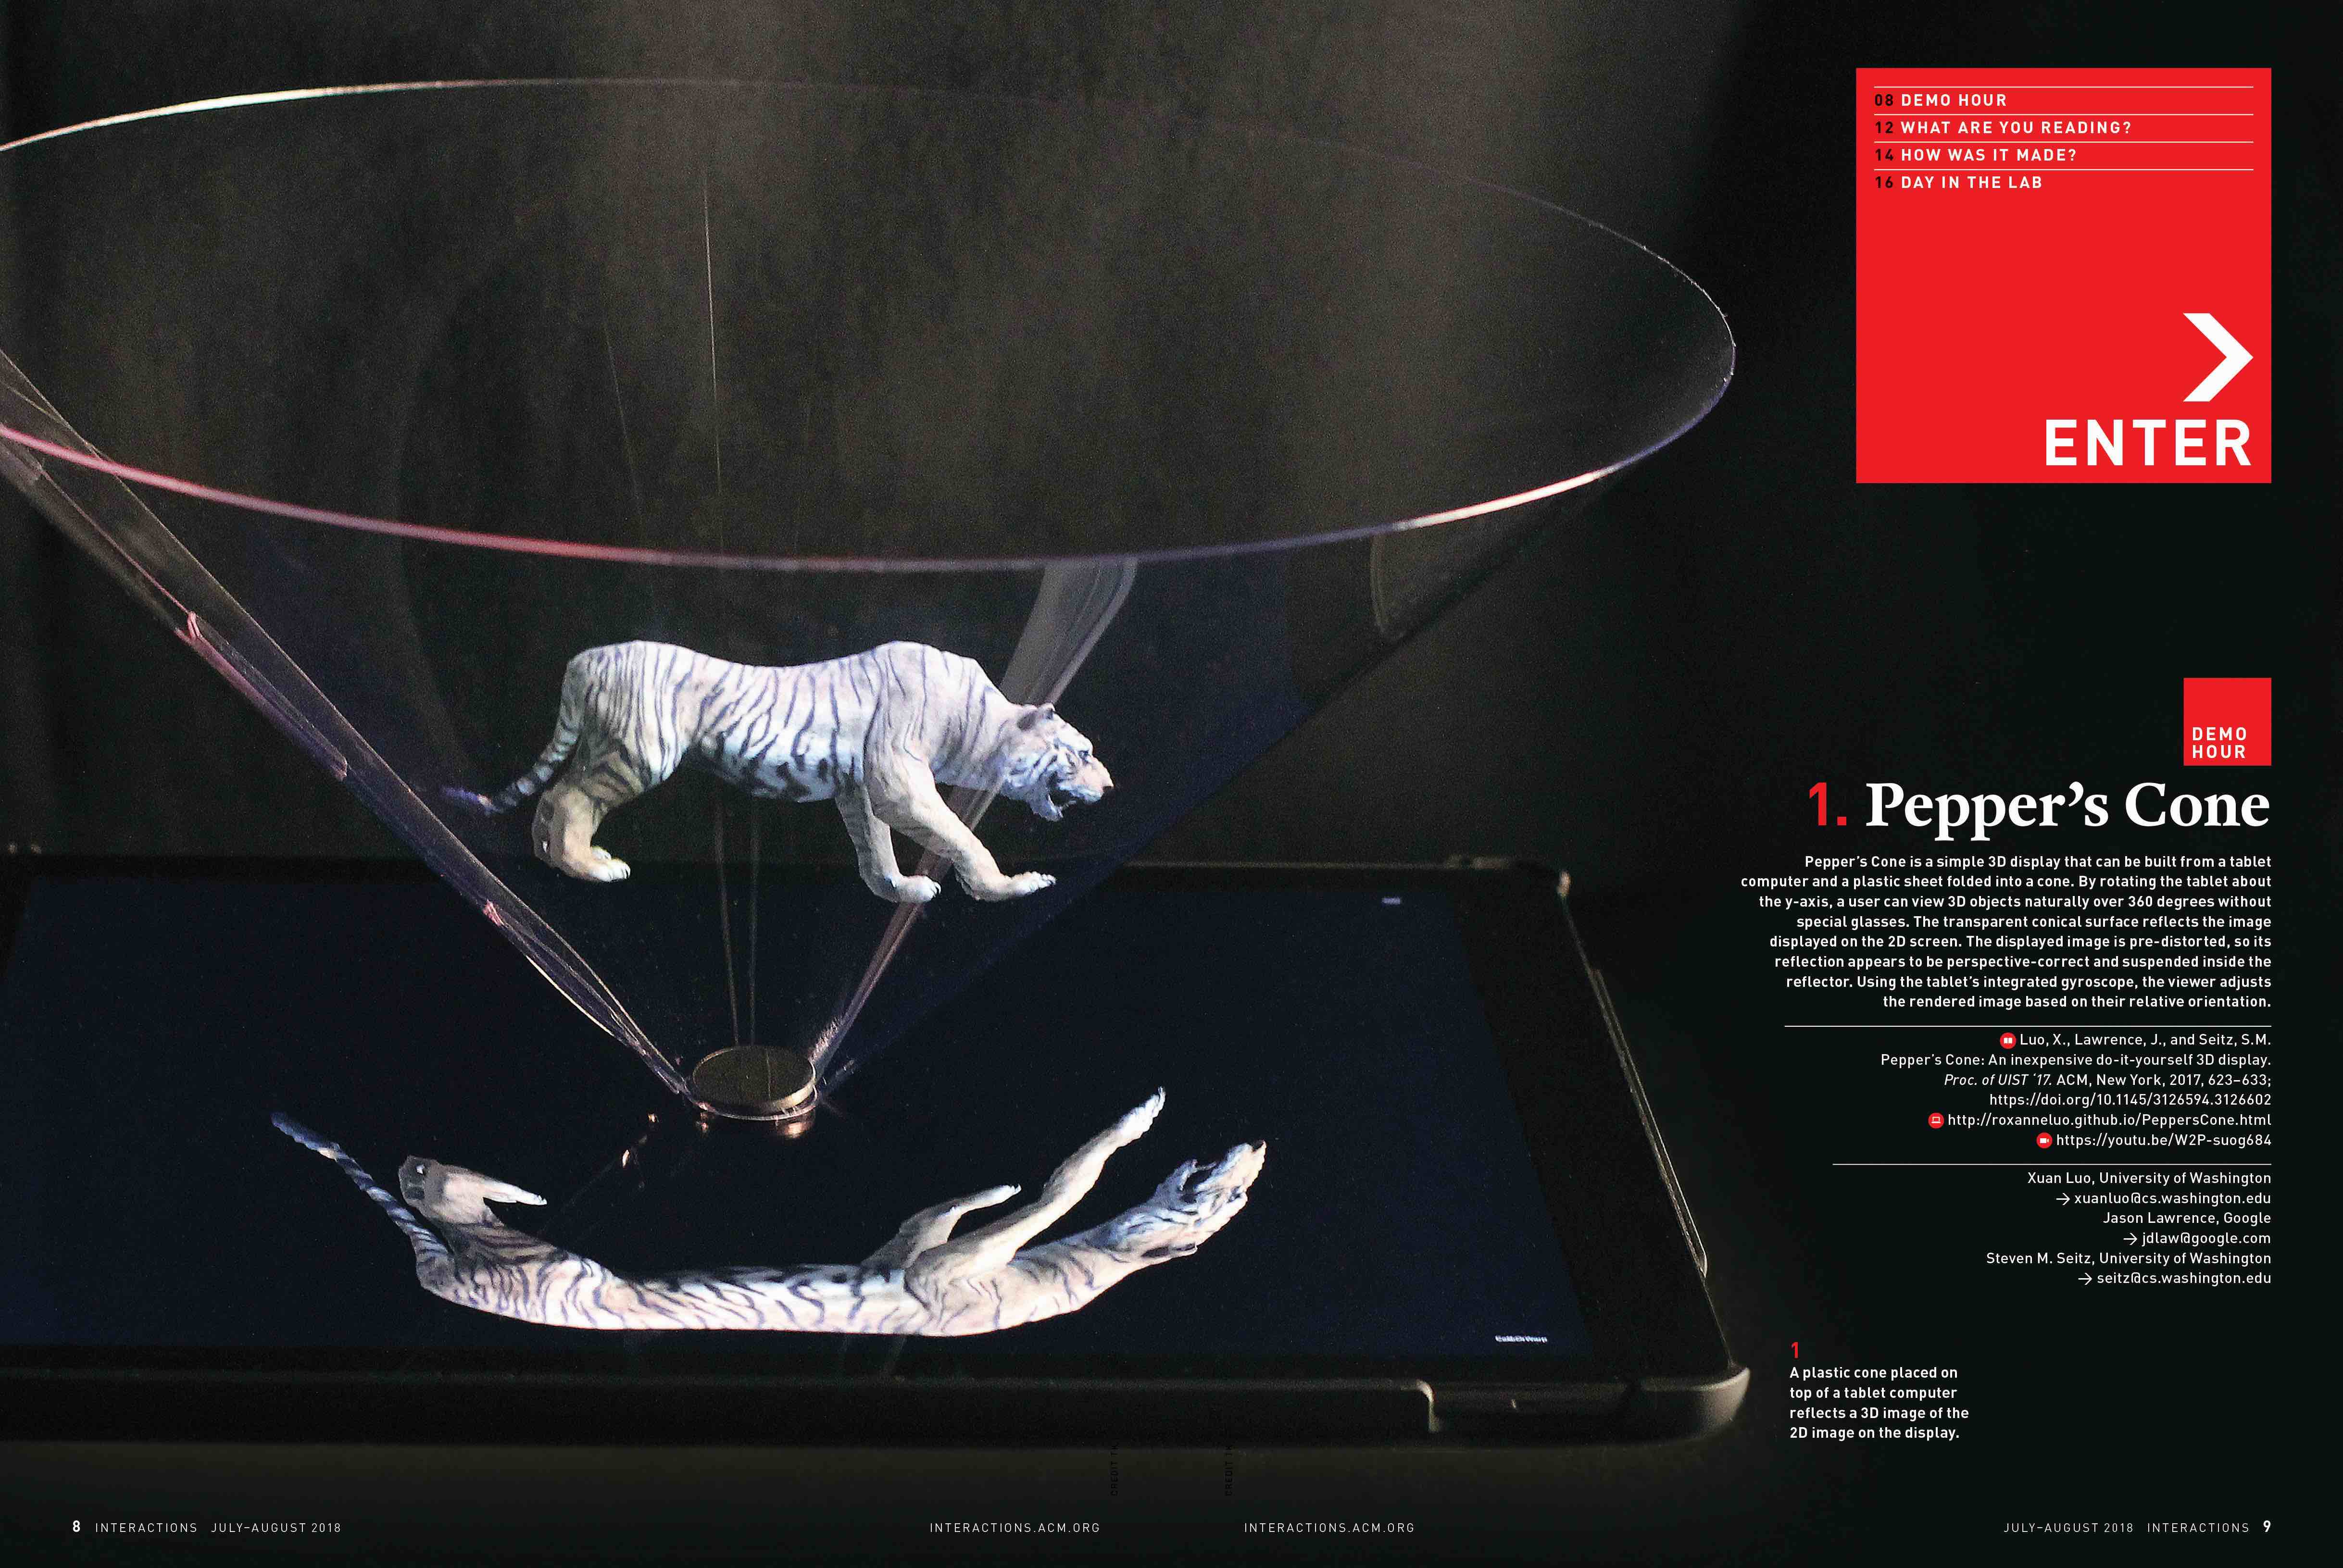 08 DEMO HOUR
12 WHAT ARE YOU READING?
14 HOW WAS IT MADE?
16 DAY IN THE LAB
ENTER
DEMO
HOUR
1. Pepper’s Cone
Pepper’s Cone is a simple 3D display that can be built from a tablet
computer and a plastic sheet folded into a cone. By rotating the tablet about
the y-axis, a user can view 3D objects naturally over 360 degrees without
special glasses. The transparent conical surface reflects the image
displayed on the 2D screen. The displayed image is pre-distorted, so its
reflection appears to be perspective-correct and suspended inside the
reflector. Using the tablet’s integrated gyroscope, the viewer adjusts
the rendered image based on their relative orientation.
Luo, X., Lawrence, J., and Seitz, S.M.
Pepper’s Cone: An inexpensive do-it-yourself 3D display.
Proc. of UIST ’17. ACM, New York, 2017, 623–633;
https://doi.org/10.1145/3126594.3126602
http://roxanneluo.github.io/PeppersCone.html
https://youtu.be/W2P-suog684
Xuan Luo, University of Washington
→ xuanluo@cs.washington.edu
Jason Lawrence, Google
→ jdlaw@google.com
Steven M. Seitz, University of Washington
→ seitz@cs.washington.edu
1
A plastic cone placed on
top of a tablet computer
reflects a 3D image of the
2D image on the display.
8 INTERACTIONS JULY–AUGUST 2018
INTERACTIONS.ACM.ORG
INTERACTIONS.ACM.ORG
JULY–AUGUST 2018 INTERACTIONS 9